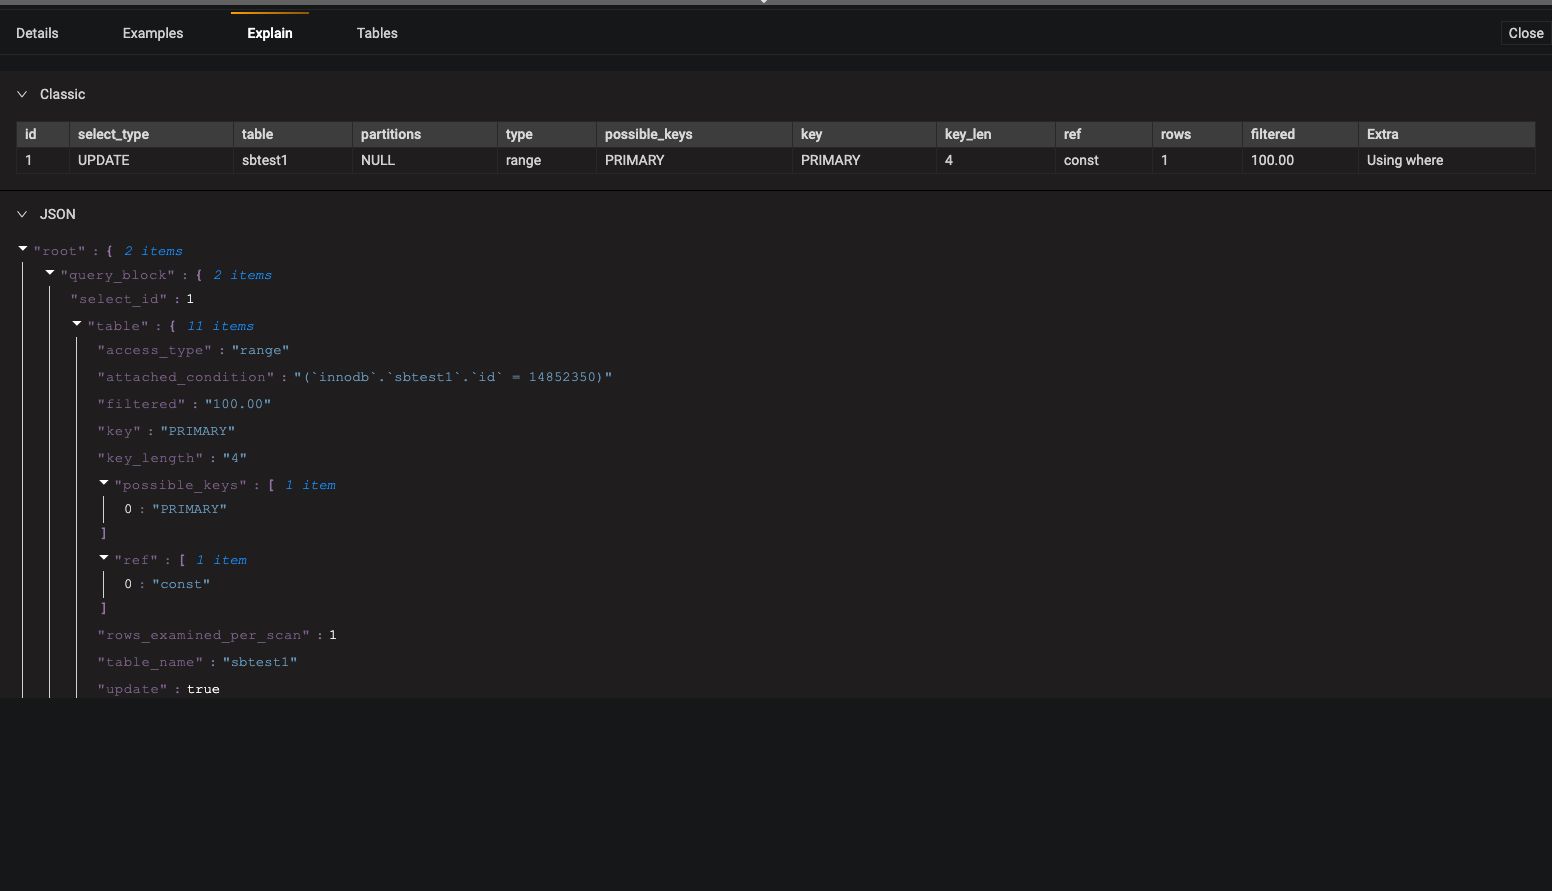 Details Examples Explain Tables Close
Classic
id select_type table partitions type possible_keys key key_len ref rows filtered Extra
1 UPDATE sbtest1 NULL range PRIMARY PRIMARY 4 const 1 100.00 Using where
JSON
"root" : { 2 items
"query_block" : { 2 items
"select_id" : 1
"table" : { 11 items
"access_type" : "range"
"attached_condition" : "(`innodb`.`sbtest1`.`id` = 14852350)"
"filtered" : "100.00"
"key" : "PRIMARY"
"key_length" : "4"
"possible_keys" : [ 1 item
0 : "PRIMARY"
]
"ref" : [ 1 item
0 : "const"
]
"rows_examined_per_scan" : 1
"table_name" : "sbtest1"
"update" : true